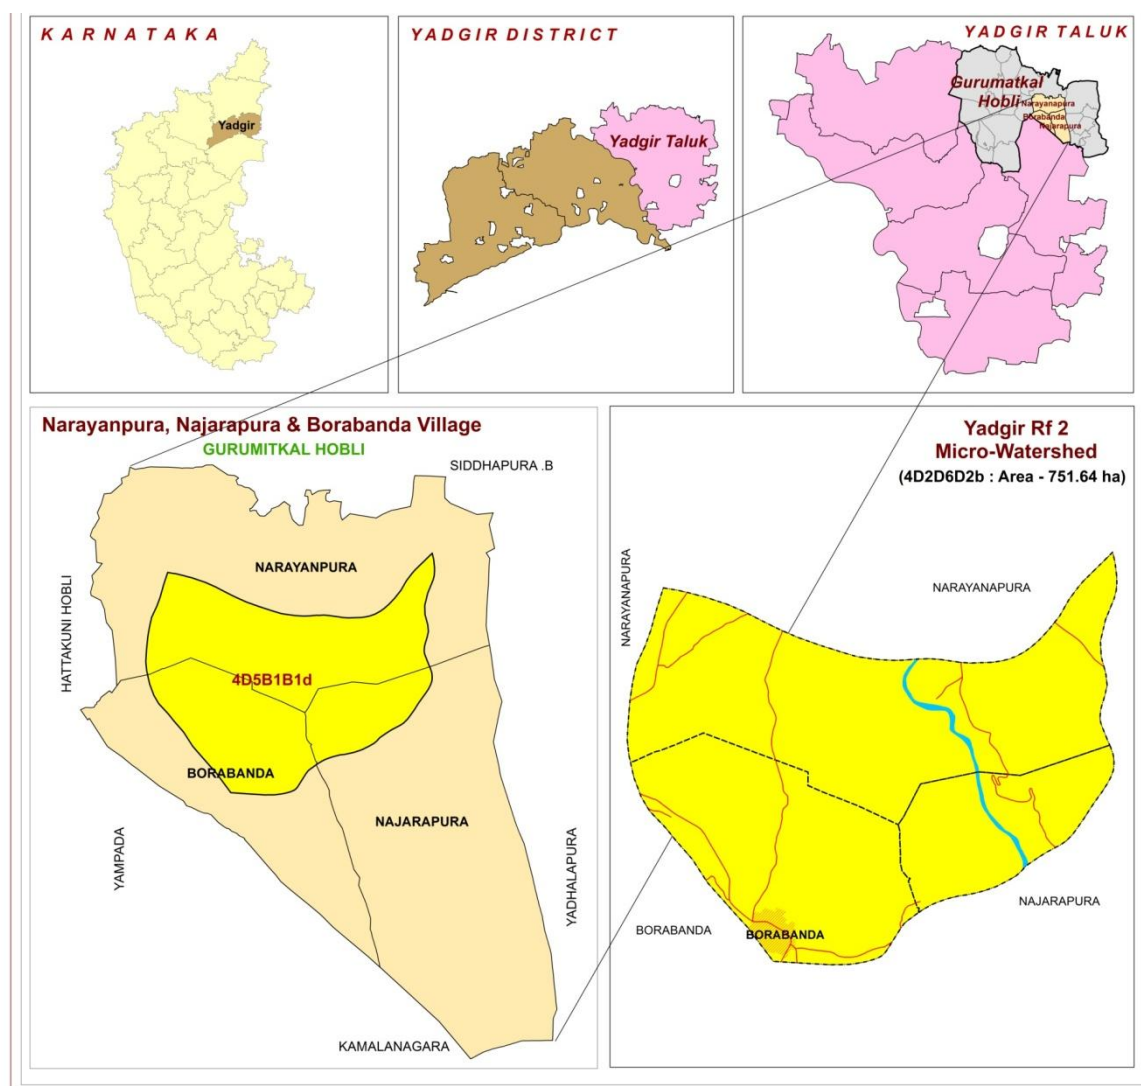 KARNATAKA
Yadgir
YADGIR DISTRICT
Yadgir Taluk
YADGIR TALUK
Gurumatkal
Hobli
Narayanapura
Borabanda
Najarapura
Narayanpura, Najarapura & Borabanda Village
GURUMITKAL HOBLI
SIDDHAPURA .B
NARAYANPURA
HATTAKUNI HOBLI
4D5B1B1d
BORABANDA
NAJARAPURA
YAMPADA
YADHALAPURA
KAMALANAGARA
Yadgir Rf 2
Micro-Watershed
(4D2D6D2b : Area - 751.64 ha)
NARAYANAPURA
NARAYANAPURA
NAJARAPURA
BORABANDA
BORABANDA